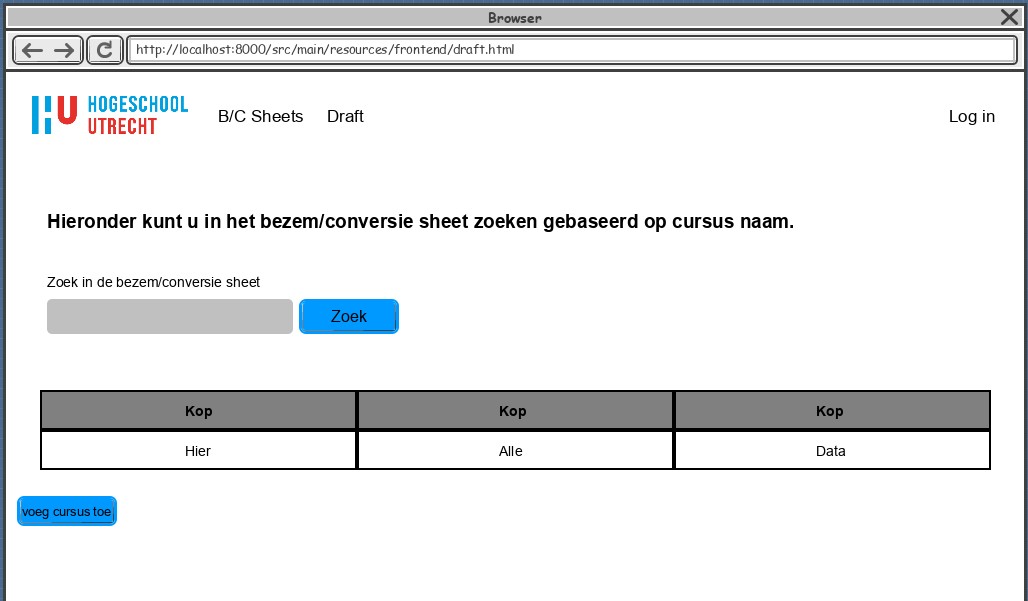 Browser
http://localhost:8000/src/main/resources/frontend/draft.html
HU HOGESCHOOL
UTRECHT
B/C Sheets Draft Log in
Hieronder kunt u in het bezem/conversie sheet zoeken gebaseerd op cursus naam.
Zoek in de bezem/conversie sheet
Zoek
Kop Kop Kop
Hier Alle Data
voeg cursus toe